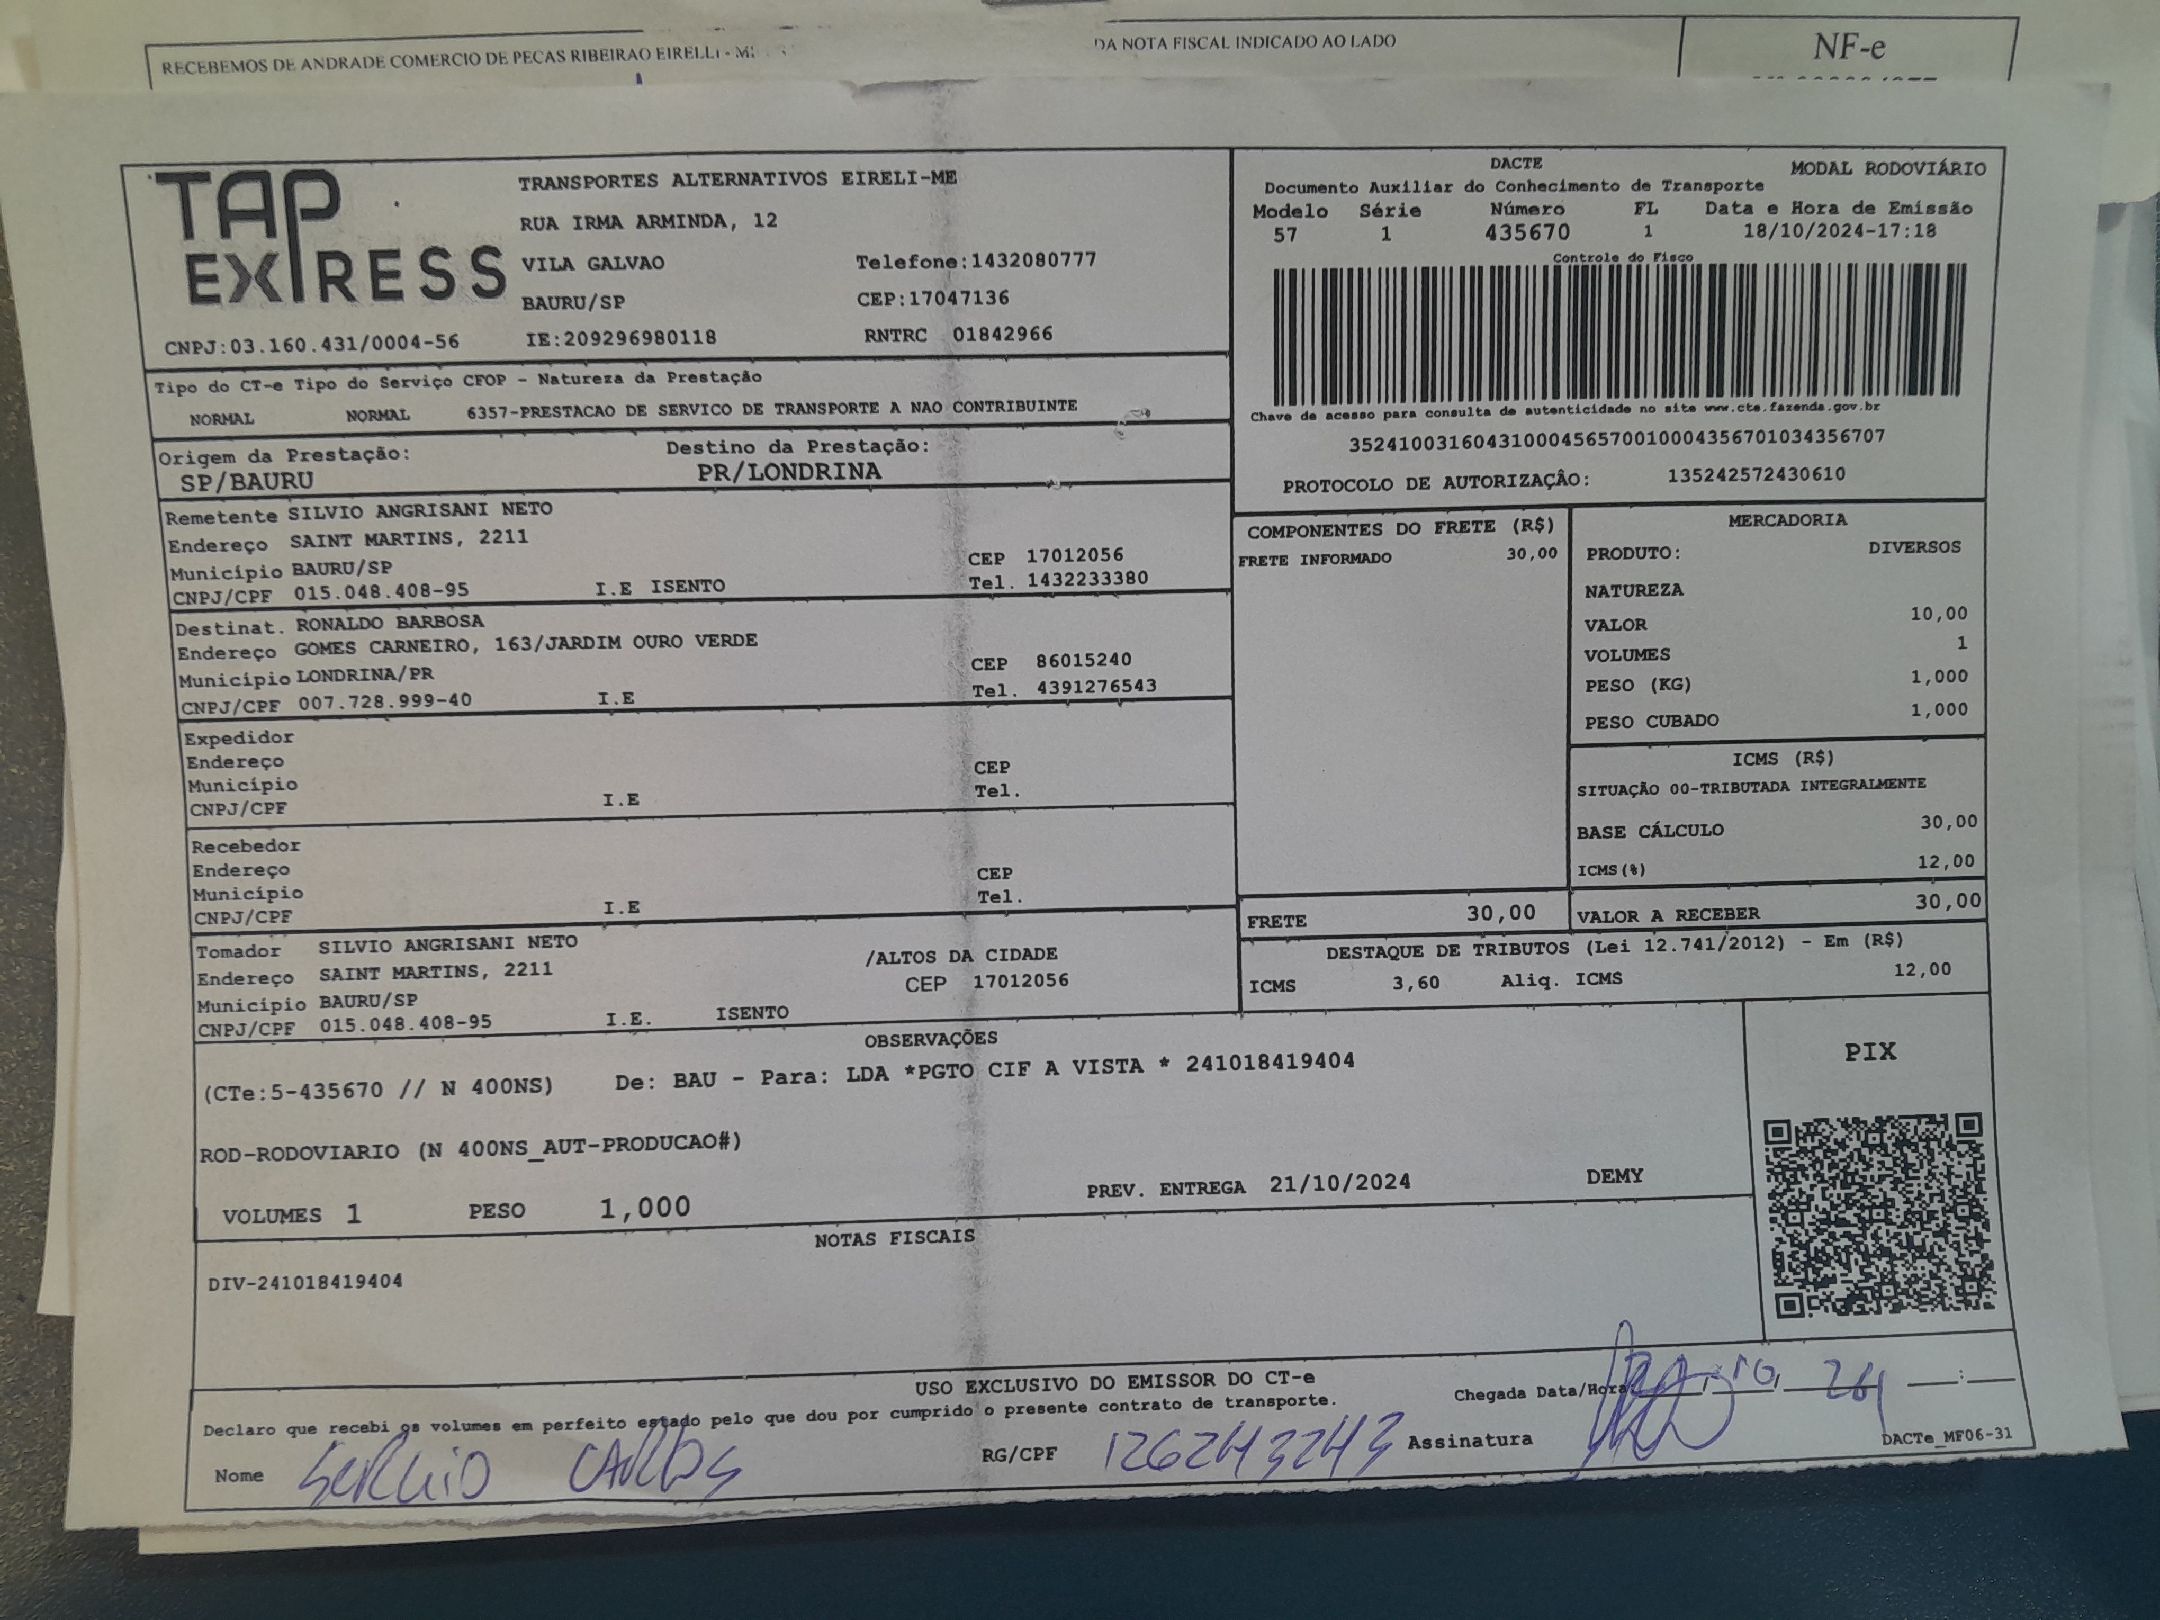 RECEBEMOS DE ANDRADE COMERCIO DE PECAS RIBEIRAO EIRELLI - M DA NOTA FISCAL INDICADO AO LADO
NF-e
TAP EXPRESS
TRANSPORTES ALTERNATIVOS EIRELI-ME
RUA IRMA ARMINDA, 12
VILA GALVAO Telefone:1432080777
BAURU/SP CEP:17047136
CNPJ:03.160.431/0004-56 IE:209296980118 RNTRC 01842966
DACTE MODAL RODOVIÁRIO
Documento Auxiliar do Conhecimento de Transporte
Modelo Série Número FL Data e Hora de Emissão
57 1 435670 1 18/10/2024-17:18
Controle do Fisco
Chave de acesso para consulta de autenticidade no site www.cte.fazenda.gov.br
35241003160431000456570010004356701034356707
PROTOCOLO DE AUTORIZAÇÂO: 135242572430610
Tipo do CT-e Tipo do Serviço CFOP - Natureza da Prestação
NORMAL NORMAL 6357-PRESTACAO DE SERVICO DE TRANSPORTE A NAO CONTRIBUINTE
Origem da Prestação: Destino da Prestação:
SP/BAURU PR/LONDRINA
Remetente SILVIO ANGRISANI NETO
Endereço SAINT MARTINS, 2211
Município BAURU/SP CEP 17012056
CNPJ/CPF 015.048.408-95 I.E ISENTO Tel. 1432233380
Destinat. RONALDO BARBOSA
Endereço GOMES CARNEIRO, 163/JARDIM OURO VERDE
Município LONDRINA/PR CEP 86015240
CNPJ/CPF 007.728.999-40 I.E Tel. 4391276543
Expedidor
Endereço CEP
Município Tel.
CNPJ/CPF I.E
Recebedor
Endereço CEP
Município Tel.
CNPJ/CPF I.E
Tomador SILVIO ANGRISANI NETO /ALTOS DA CIDADE
Endereço SAINT MARTINS, 2211 CEP 17012056
Município BAURU/SP
CNPJ/CPF 015.048.408-95 I.E. ISENTO
COMPONENTES DO FRETE (R$)
FRETE INFORMADO 30,00
FRETE 30,00
MERCADORIA
PRODUTO: DIVERSOS
NATUREZA
VALOR 10,00
VOLUMES 1
PESO (KG) 1,000
PESO CUBADO 1,000
ICMS (R$)
SITUAÇÃO 00-TRIBUTADA INTEGRALMENTE
BASE CÁLCULO 30,00
ICMS(%) 12,00
VALOR A RECEBER 30,00
DESTAQUE DE TRIBUTOS (Lei 12.741/2012) - Em (R$)
ICMS 3,60 Aliq. ICMS 12,00
OBSERVAÇÕES
(CTe:5-435670 // N 400NS) De: BAU - Para: LDA *PGTO CIF A VISTA * 241018419404
ROD-RODOVIARIO (N 400NS_AUT-PRODUCAO#)
VOLUMES 1 PESO 1,000 PREV. ENTREGA 21/10/2024 DEMY
PIX
NOTAS FISCAIS
DIV-241018419404
USO EXCLUSIVO DO EMISSOR DO CT-e
Declaro que recebi os volumes em perfeito estado pelo que dou por cumprido o presente contrato de transporte.
Chegada Data/Hora 10, 24 :
Nome SERGIO CARLOS RG/CPF 126243243 Assinatura
DACTe_MF06-31